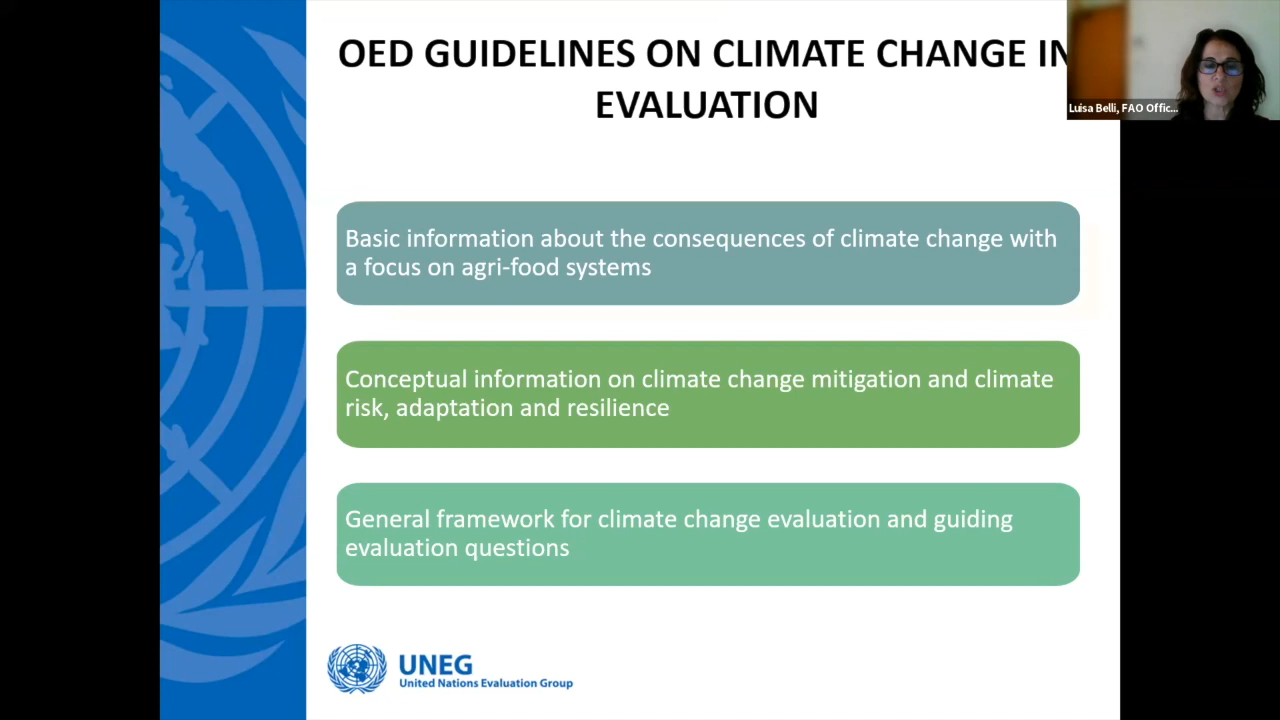 OED GUIDELINES ON CLIMATE CHANGE IN
EVALUATION
Luisa Belli, FAO Offic...
Basic information about the consequences of climate change with
a focus on agri-food systems
Conceptual information on climate change mitigation and climate
risk, adaptation and resilience
General framework for climate change evaluation and guiding
evaluation questions
UNEG
United Nations Evaluation Group